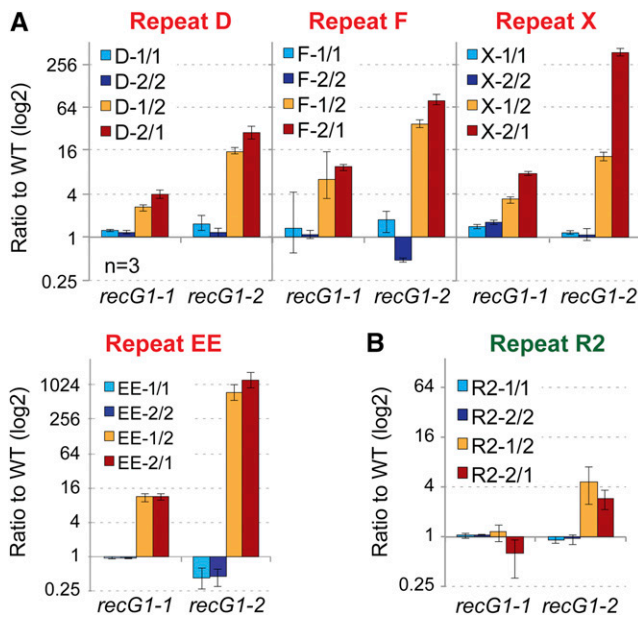 A
Repeat D
Repeat F
Repeat X
Ratio to WT (log2)
256
64
16
4
1
0.25
D-1/1
D-2/2
D-1/2
D-2/1
n=3
F-1/1
F-2/2
F-1/2
F-2/1
X-1/1
X-2/2
X-1/2
X-2/1
recG1-1 recG1-2
recG1-1 recG1-2
recG1-1 recG1-2
Repeat EE
Ratio to WT (log2)
1024
256
64
16
4
1
0.25
EE-1/1
EE-2/2
EE-1/2
EE-2/1
recG1-1 recG1-2
B
Repeat R2
Ratio to WT (log2)
64
16
4
1
0.25
R2-1/1
R2-2/2
R2-1/2
R2-2/1
recG1-1 recG1-2